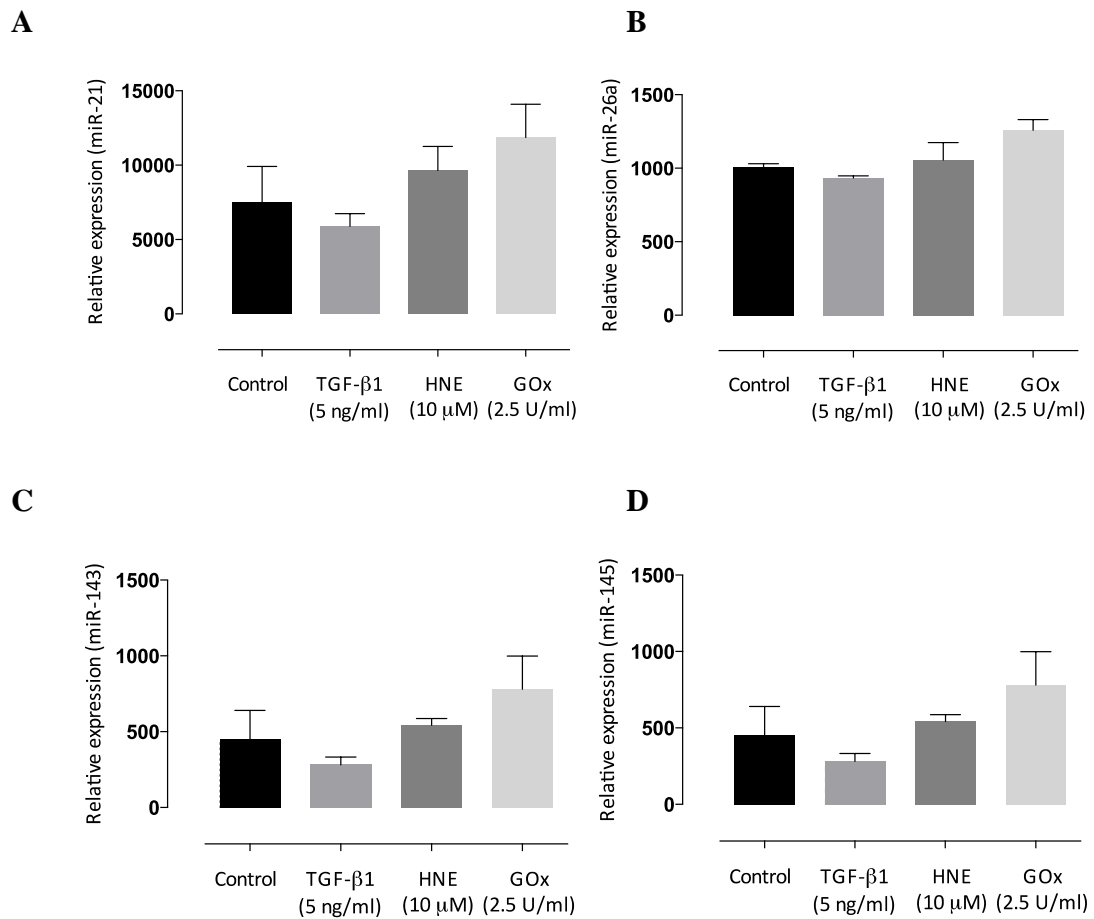 A
Relative expression (miR-21)
15000
10000
5000
0
Control
TGF-β1
(5 ng/ml)
HNE
(10 μM)
GOx
(2.5 U/ml)
B
Relative expression (miR-26a)
1500
1000
500
0
Control
TGF-β1
(5 ng/ml)
HNE
(10 μM)
GOx
(2.5 U/ml)
C
Relative expression (miR-143)
1500
1000
500
0
Control
TGF-β1
(5 ng/ml)
HNE
(10 μM)
GOx
(2.5 U/ml)
D
Relative expression (miR-145)
1500
1000
500
0
Control
TGF-β1
(5 ng/ml)
HNE
(10 μM)
GOx
(2.5 U/ml)